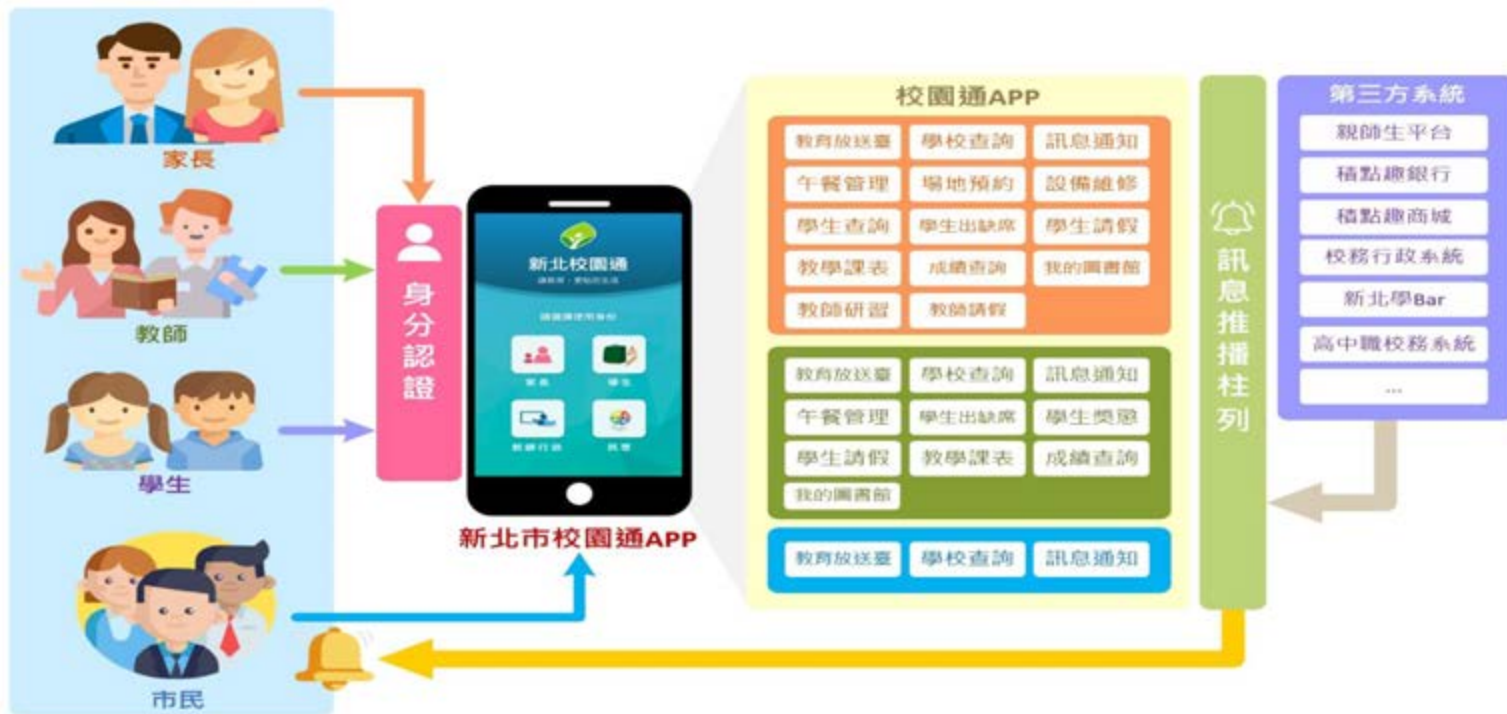 家長
教師
學生
市民
身分認證
新北校園通
家長
學生
教師行政
民眾
新北市校園通APP
校園通APP
教育放送臺 學校查詢 訊息通知
午餐管理 場地預約 設備維修
學生查詢 學生出缺席 學生請假
教學課表 成績查詢 我的圖書館
教師研習 教師請假
教育放送臺 學校查詢 訊息通知
午餐管理 學生出缺席 學生獎懲
學生請假 教學課表 成績查詢
我的圖書館
教育放送臺 學校查詢 訊息通知
訊息推播柱列
第三方系統
親師生平台
積點趣銀行
積點趣商城
校務行政系統
新北學Bar
高中職校務系統
...